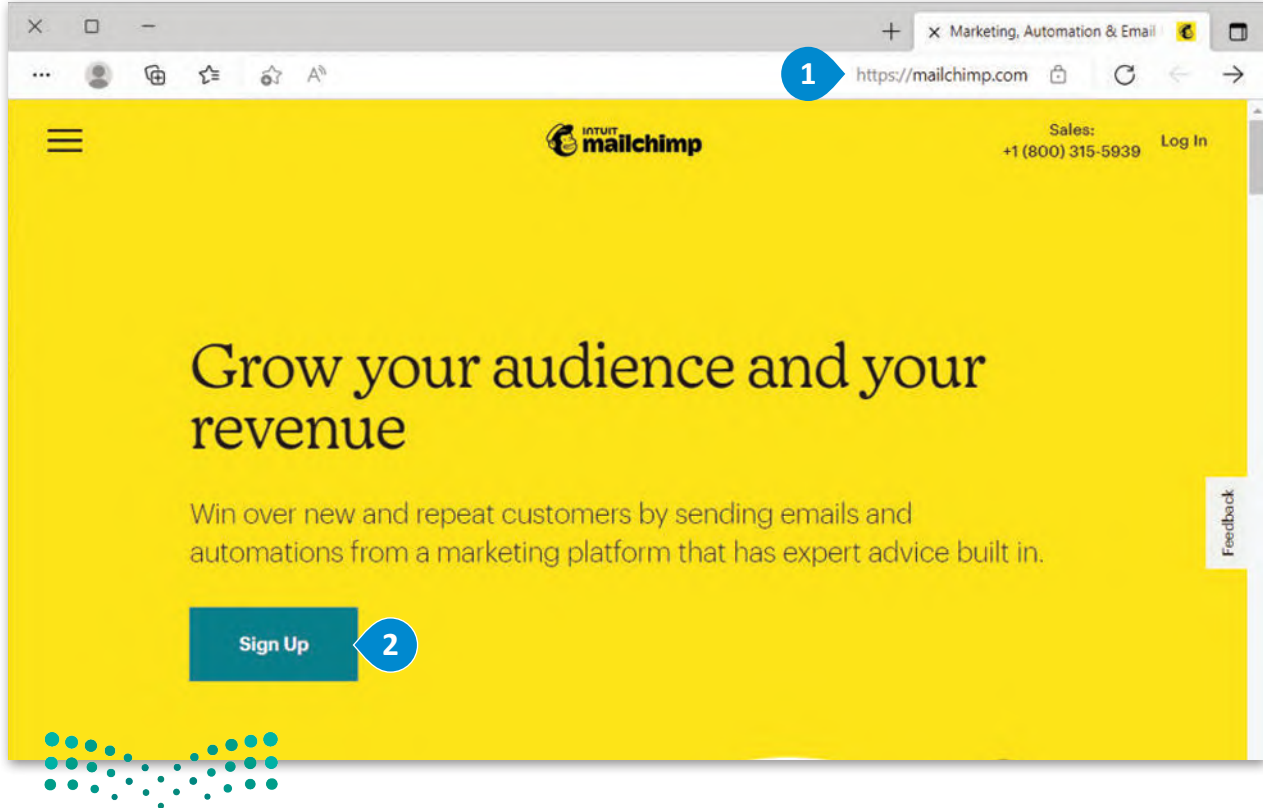 Marketing, Automation & Email
1
https://mailchimp.com
INTUIT
mailchimp
Sales:
+1 (800) 315-5939
Log In
Grow your audience and your
revenue
Win over new and repeat customers by sending emails and
automations from a marketing platform that has expert advice built in.
Feedback
Sign Up
2